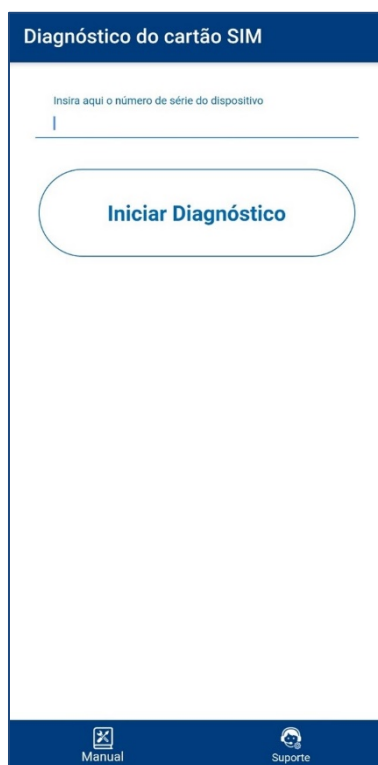 Diagnóstico do cartão SIM
Insira aqui o número de série do dispositivo
Iniciar Diagnóstico
Manual
Suporte